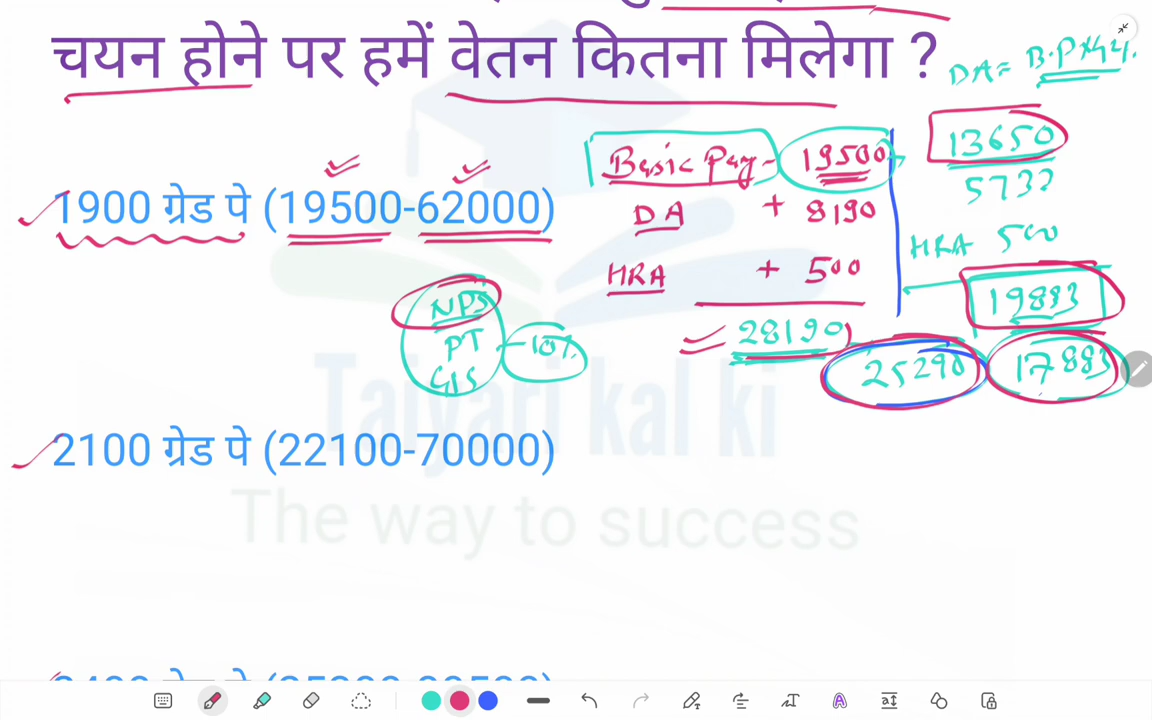 चयन होने पर हमें वेतन कितना मिलेगा ?
DA = B.P×42%
1900 ग्रेड पे (19500-62000)
Basic Pay - 19500
DA + 8190
HRA + 500
28190
25290
13650
5733
HRA 500
19883
17883
NPS
PT - 10%
GIS
2100 ग्रेड पे (22100-70000)
Taiyari kal ki
The way to success